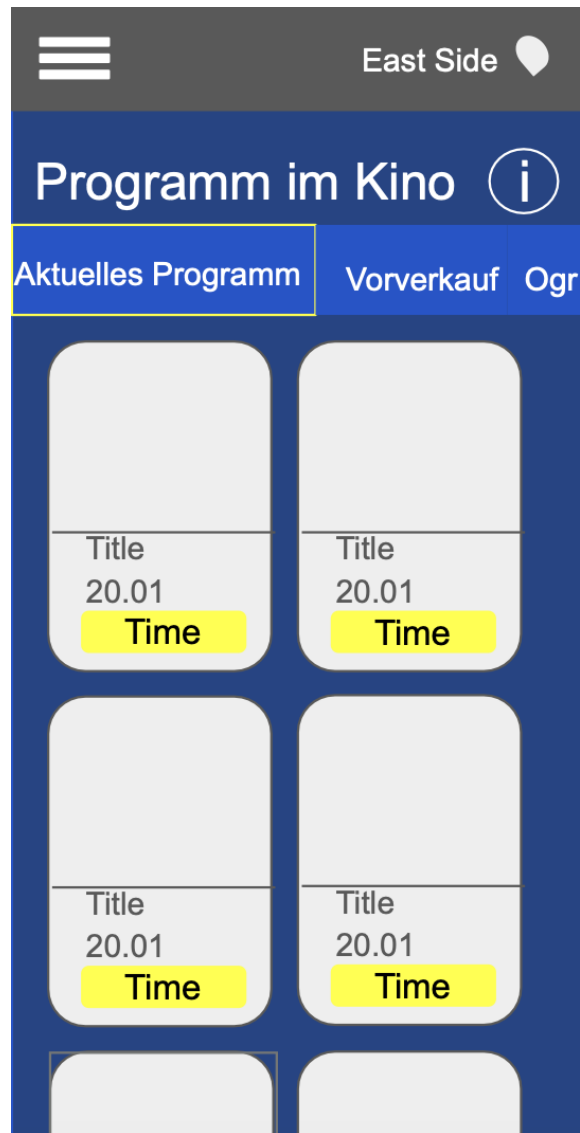 East Side
Programm im Kino i
Aktuelles Programm Vorverkauf Ogr
Title Title
20.01 20.01
Time Time
Title Title
20.01 20.01
Time Time